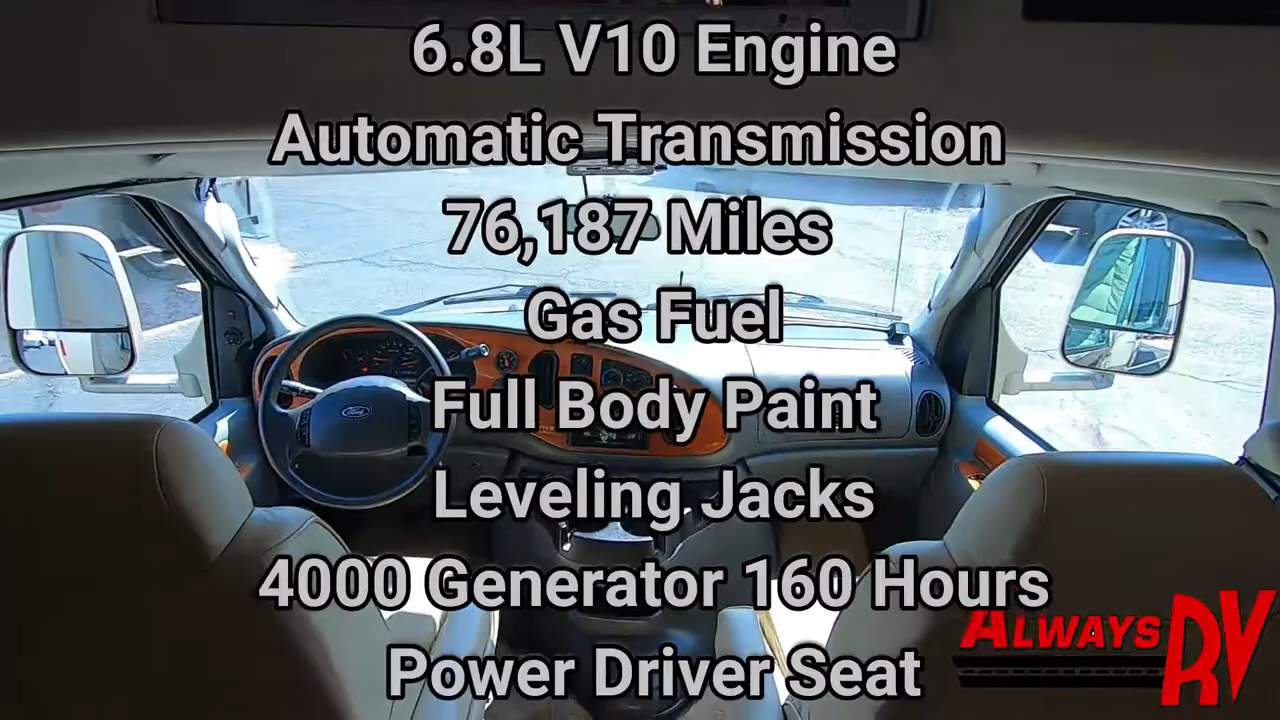 6.8L V10 Engine
Automatic Transmission
76,187 Miles
Gas Fuel
Full Body Paint
Ford
Leveling Jacks
4000 Generator 160 Hours
Power Driver Seat
ALWAYS RV